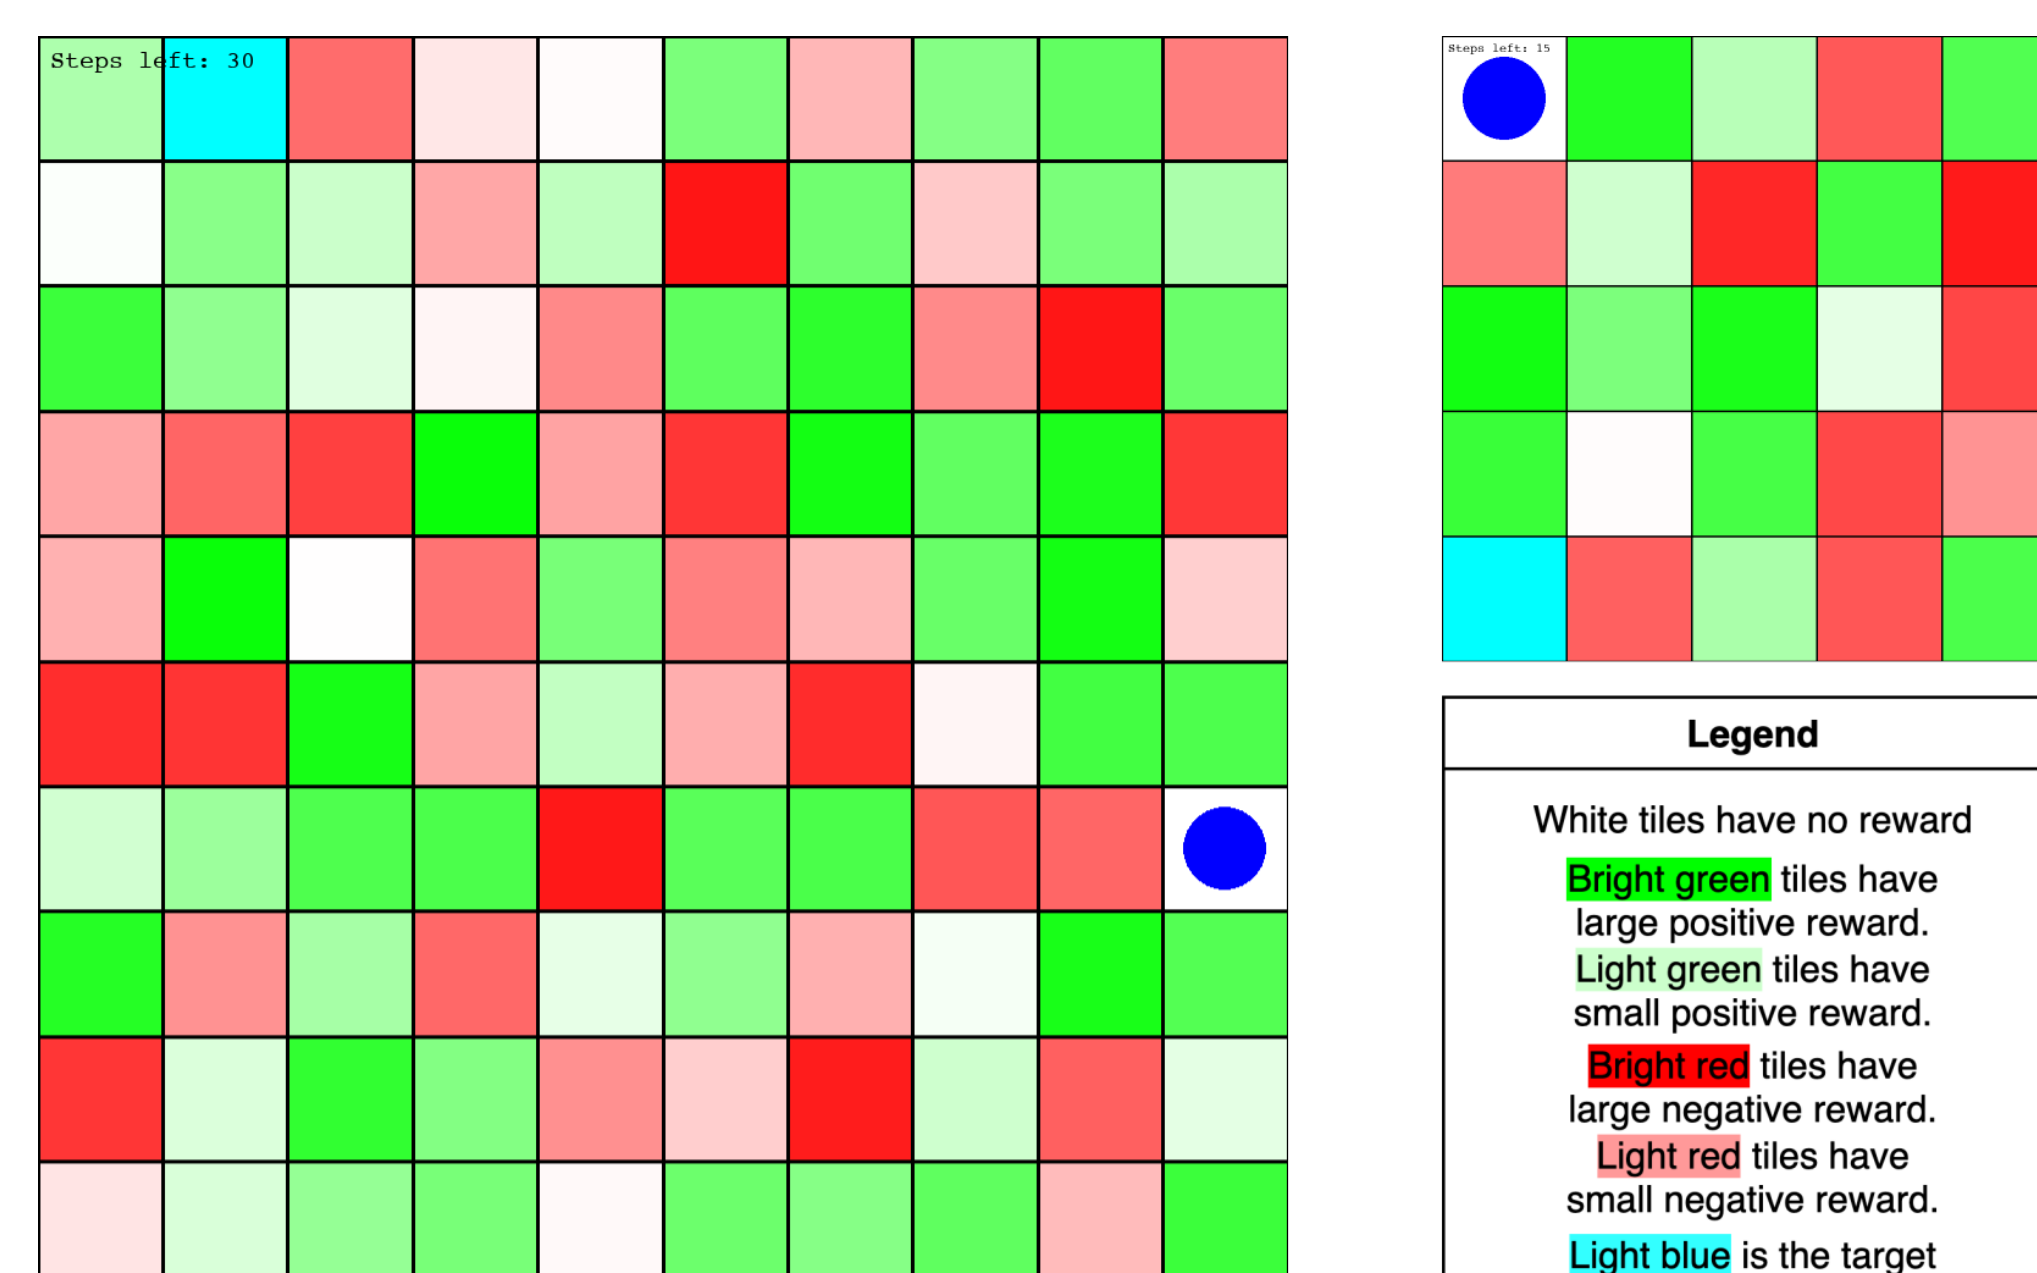 Steps left: 30
Steps left: 15
Legend
White tiles have no reward
Bright green tiles have
large positive reward.
Light green tiles have
small positive reward.
Bright red tiles have
large negative reward.
Light red tiles have
small negative reward.
Light blue is the target